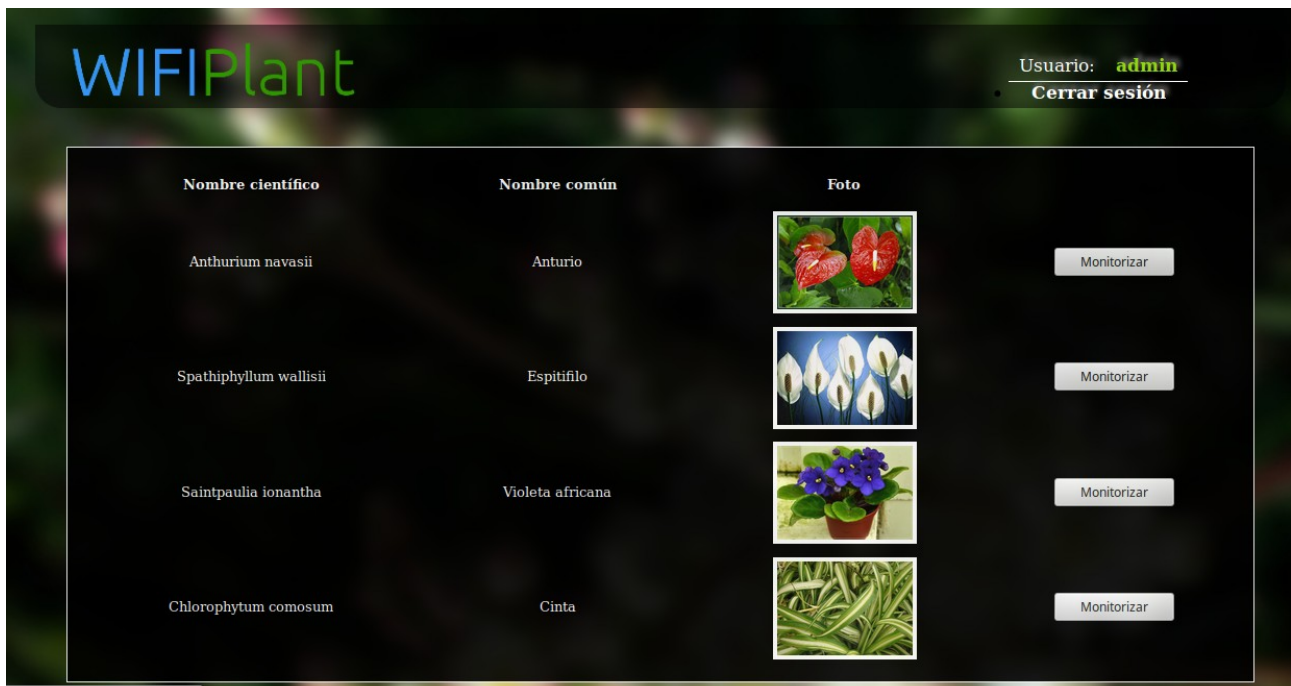 WIFIPlant
Usuario: admin
Cerrar sesión
Nombre científico Nombre común Foto
Anthurium navasii Anturio Monitorizar
Spathiphyllum wallisii Espitifilo Monitorizar
Saintpaulia ionantha Violeta africana Monitorizar
Chlorophytum comosum Cinta Monitorizar